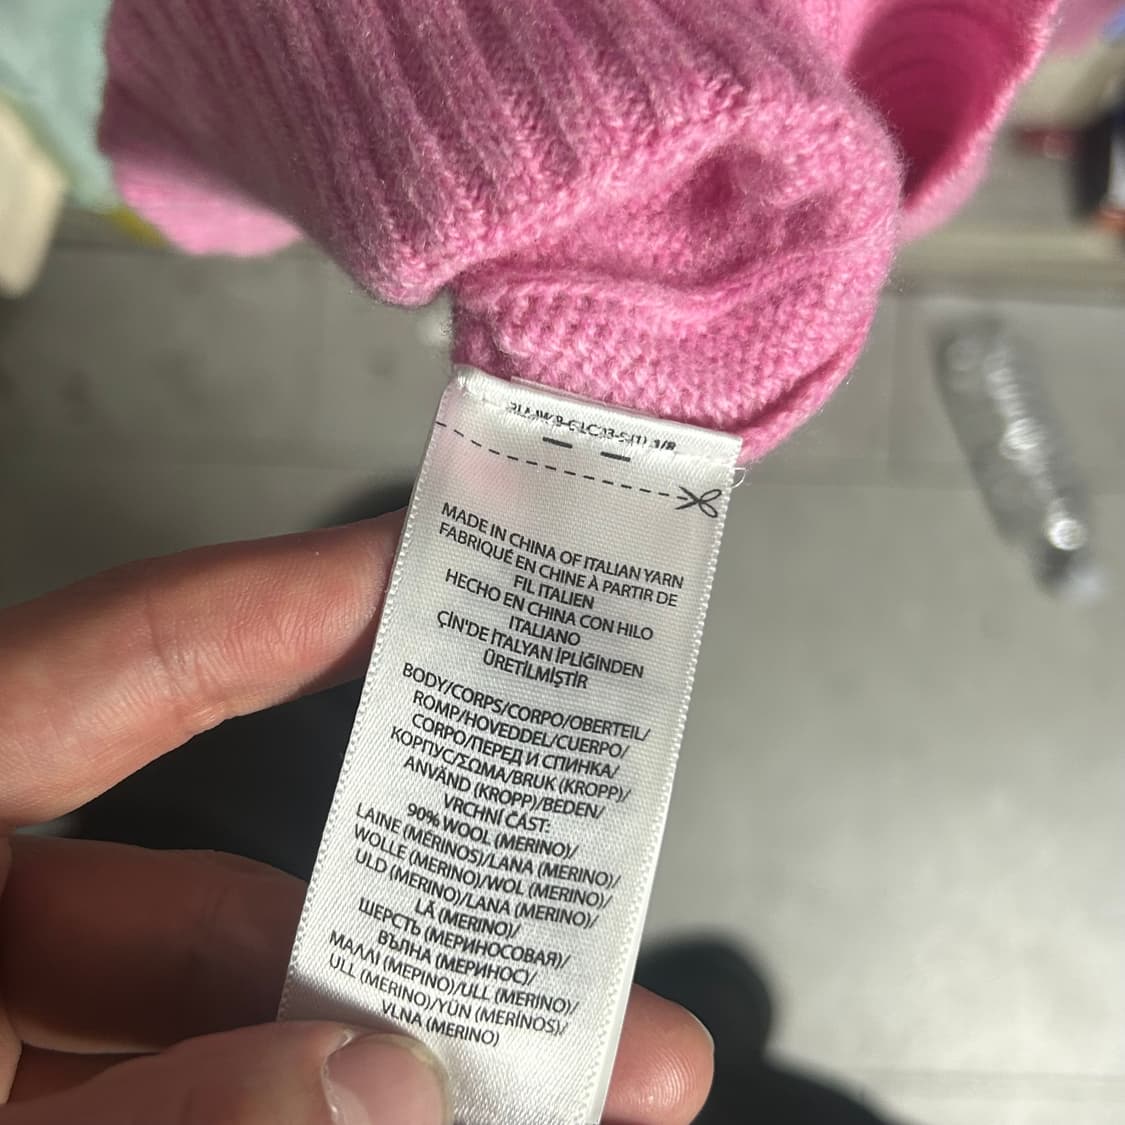 MADE IN CHINA OF ITALIAN YARN
FABRIQUÉ EN CHINE À PARTIR DE
FIL ITALIEN
HECHO EN CHINA CON HILO
ITALIANO
ÇİN'DE İTALYAN İPLİĞİNDEN
ÜRETİLMİŞTİR
BODY/CORPS/CORPO/OBERTEIL/
ROMP/HOVEDDEL/CUERPO/
CORPO/ПЕРЕД И СПИНКА/
КОРПУС/ΣΩΜΑ/BRUK (KROPP)/
ANVÄND (KROPP)/BEDEN/
VRCHNÍ ČÁST:
90% WOOL (MERINO)/
LAINE (MÉRINOS)/LANA (MERINO)/
WOLLE (MERINO)/WOL (MERINO)/
ULD (MERINO)/LANA (MERINO)/
LÃ (MERINO)/
ШЕРСТЬ (МЕРИНОСОВАЯ)/
ВЪЛНА (МЕРИНОС)/
ΜΑΛΛΙ (ΜΕΡΙΝΟ)/ULL (MERINO)/
ULL (MERINO)/YÜN (MERİNOS)/
VLNA (MERINO)